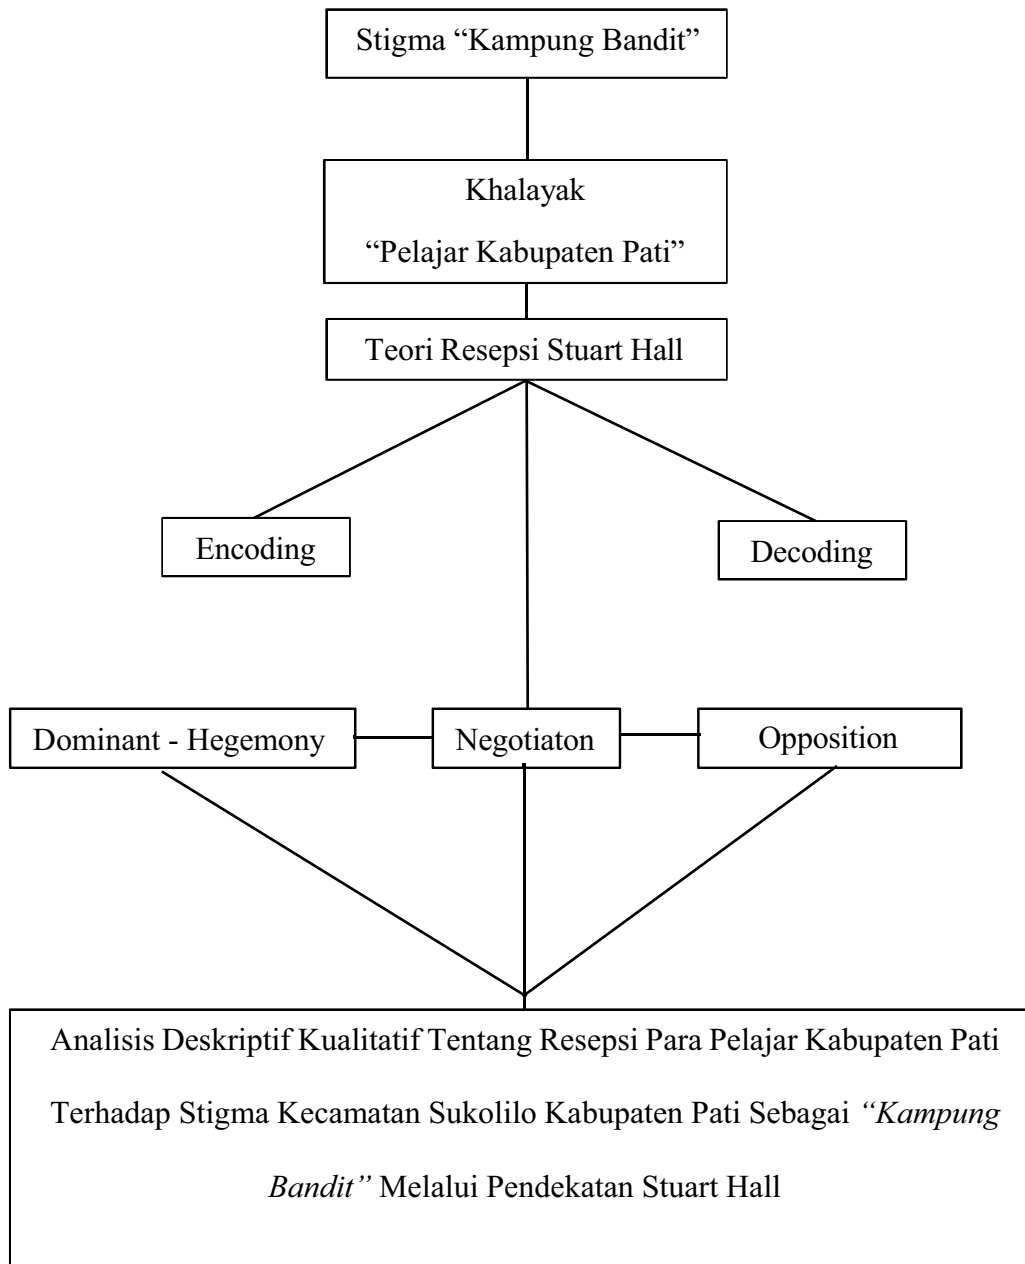 Stigma “Kampung Bandit”
Khalayak
“Pelajar Kabupaten Pati”
Teori Resepsi Stuart Hall
Encoding
Decoding
Dominant - Hegemony
Negotiaton
Opposition
Analisis Deskriptif Kualitatif Tentang Resepsi Para Pelajar Kabupaten Pati
Terhadap Stigma Kecamatan Sukolilo Kabupaten Pati Sebagai “Kampung
Bandit” Melalui Pendekatan Stuart Hall